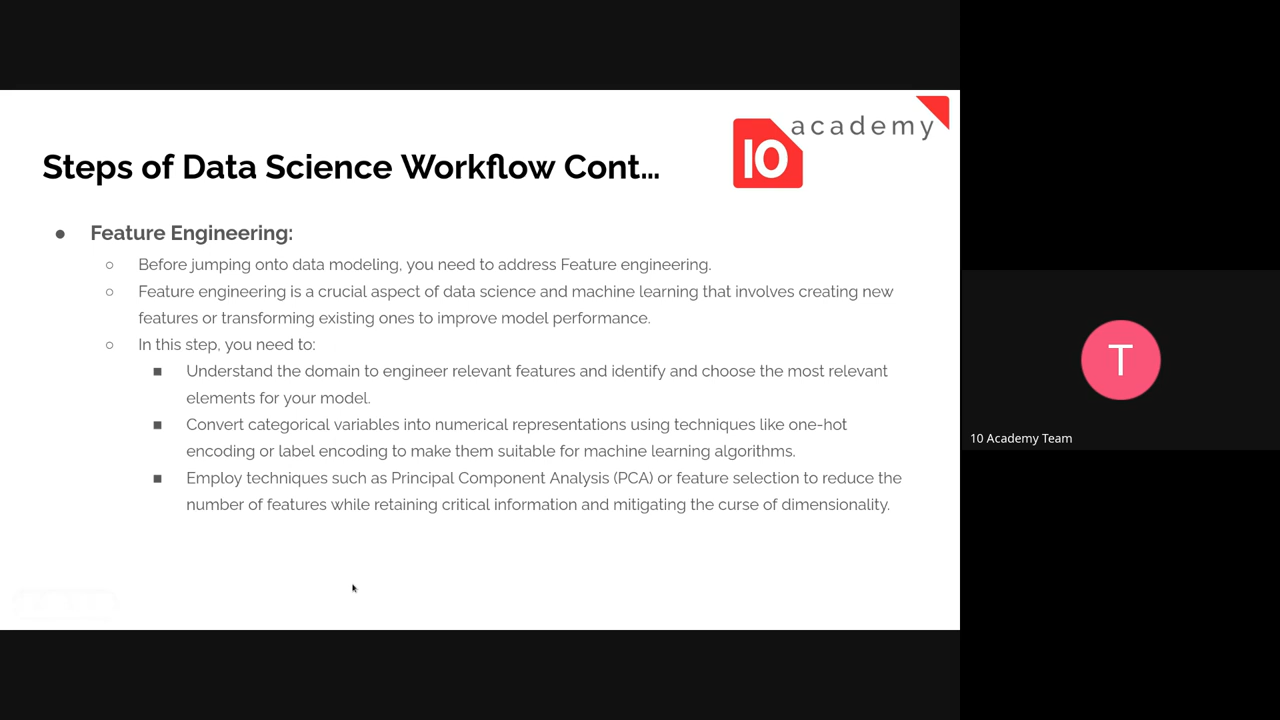 academy
10
Steps of Data Science Workflow Cont...
● Feature Engineering:
○ Before jumping onto data modeling, you need to address Feature engineering.
○ Feature engineering is a crucial aspect of data science and machine learning that involves creating new
features or transforming existing ones to improve model performance.
○ In this step, you need to:
■ Understand the domain to engineer relevant features and identify and choose the most relevant
elements for your model.
■ Convert categorical variables into numerical representations using techniques like one-hot
encoding or label encoding to make them suitable for machine learning algorithms.
■ Employ techniques such as Principal Component Analysis (PCA) or feature selection to reduce the
number of features while retaining critical information and mitigating the curse of dimensionality.
T
10 Academy Team